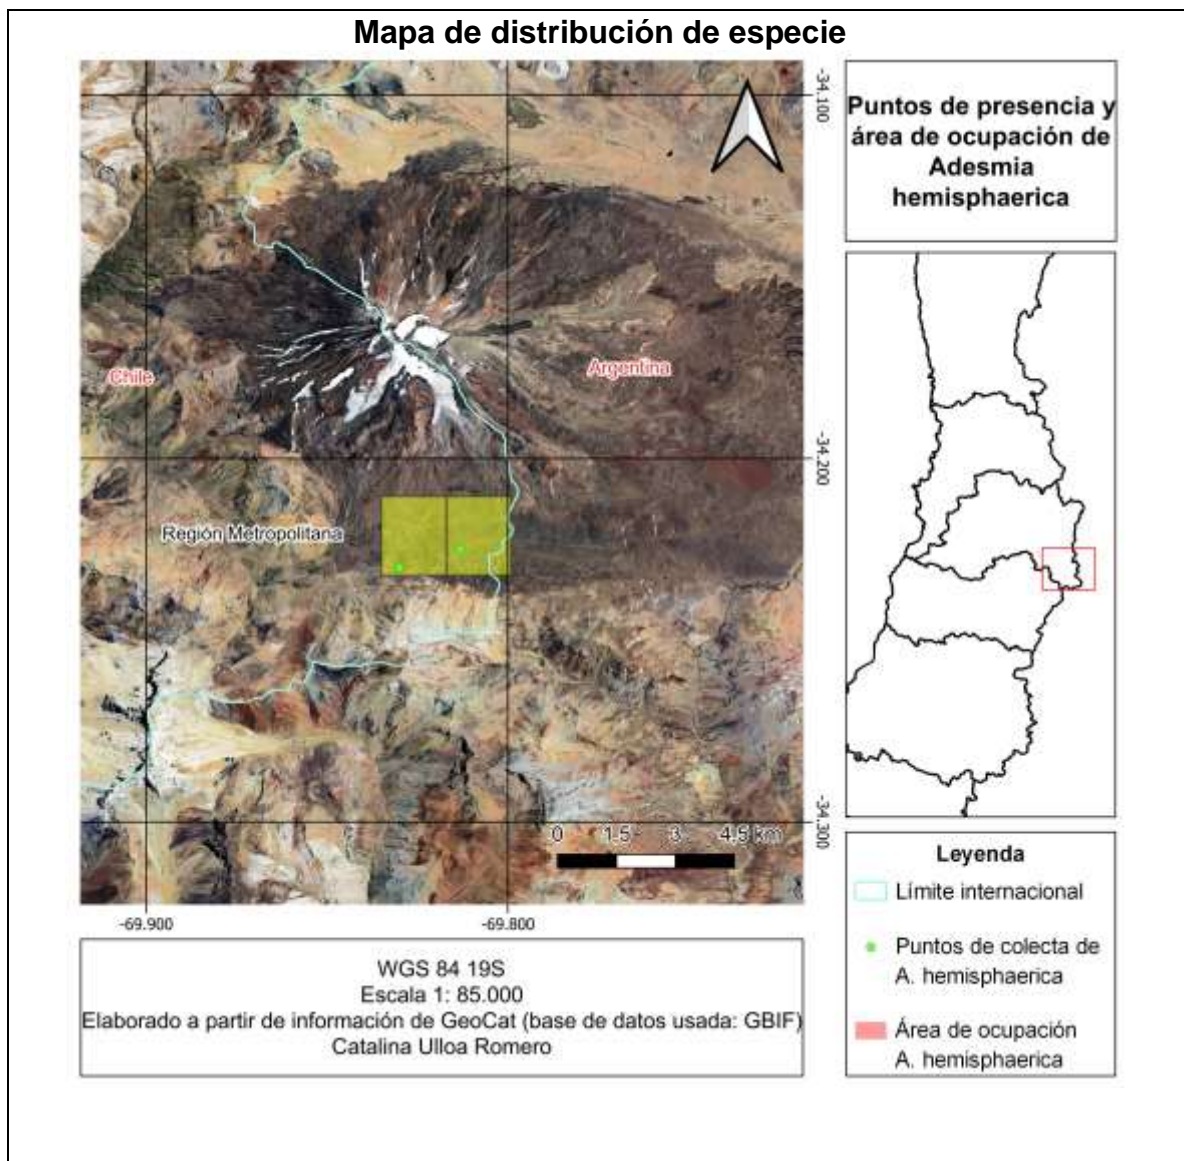 Mapa de distribución de especie
-34.100
Chile
Argentina
-34.200
Región Metropolitana
-34.300
0 1.5 3 4.5 km
-69.900
-69.800
Puntos de presencia y
área de ocupación de
Adesmia
hemisphaerica
Leyenda
Límite internacional
Puntos de colecta de
A. hemisphaerica
Área de ocupación
A. hemisphaerica
WGS 84 19S
Escala 1: 85.000
Elaborado a partir de información de GeoCat (base de datos usada: GBIF)
Catalina Ulloa Romero